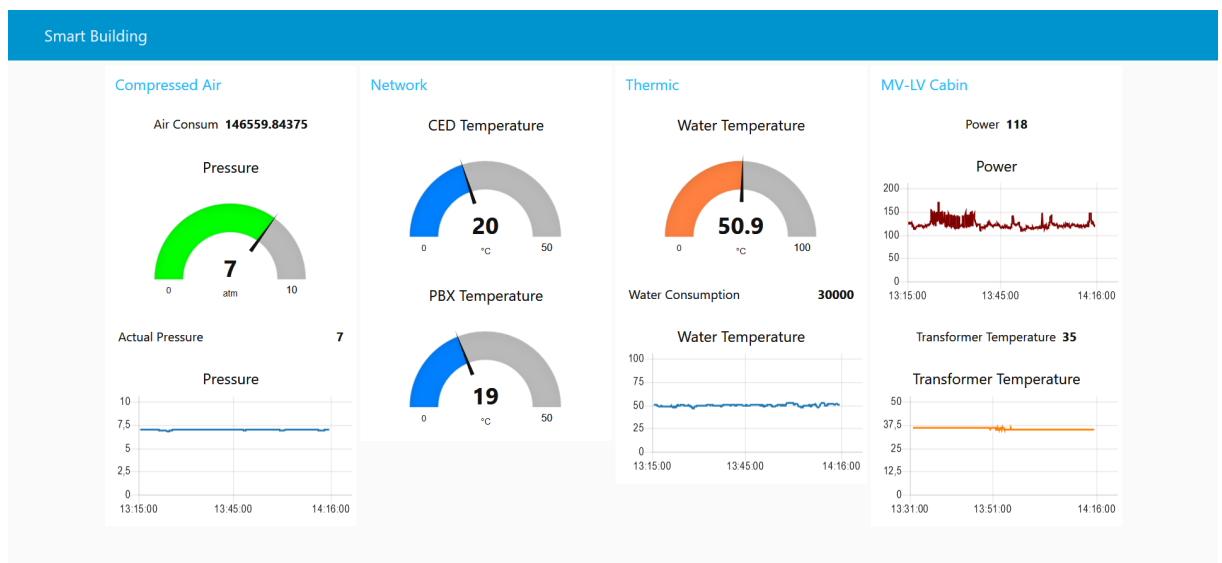 Smart Building
Compressed Air
Air Consum 146559.84375
Pressure
7
atm
0
10
Actual Pressure 7
Pressure
10
7,5
5
2,5
0
13:15:00 13:45:00 14:16:00
Network
CED Temperature
20
°C
0
50
PBX Temperature
19
°C
0
50
Thermic
Water Temperature
50.9
°C
0
100
Water Consumption 30000
Water Temperature
100
75
50
25
0
13:15:00 13:45:00 14:16:00
MV-LV Cabin
Power 118
Power
200
150
100
50
0
13:15:00 13:45:00 14:16:00
Transformer Temperature 35
Transformer Temperature
50
37,5
25
12,5
0
13:31:00 13:51:00 14:16:00